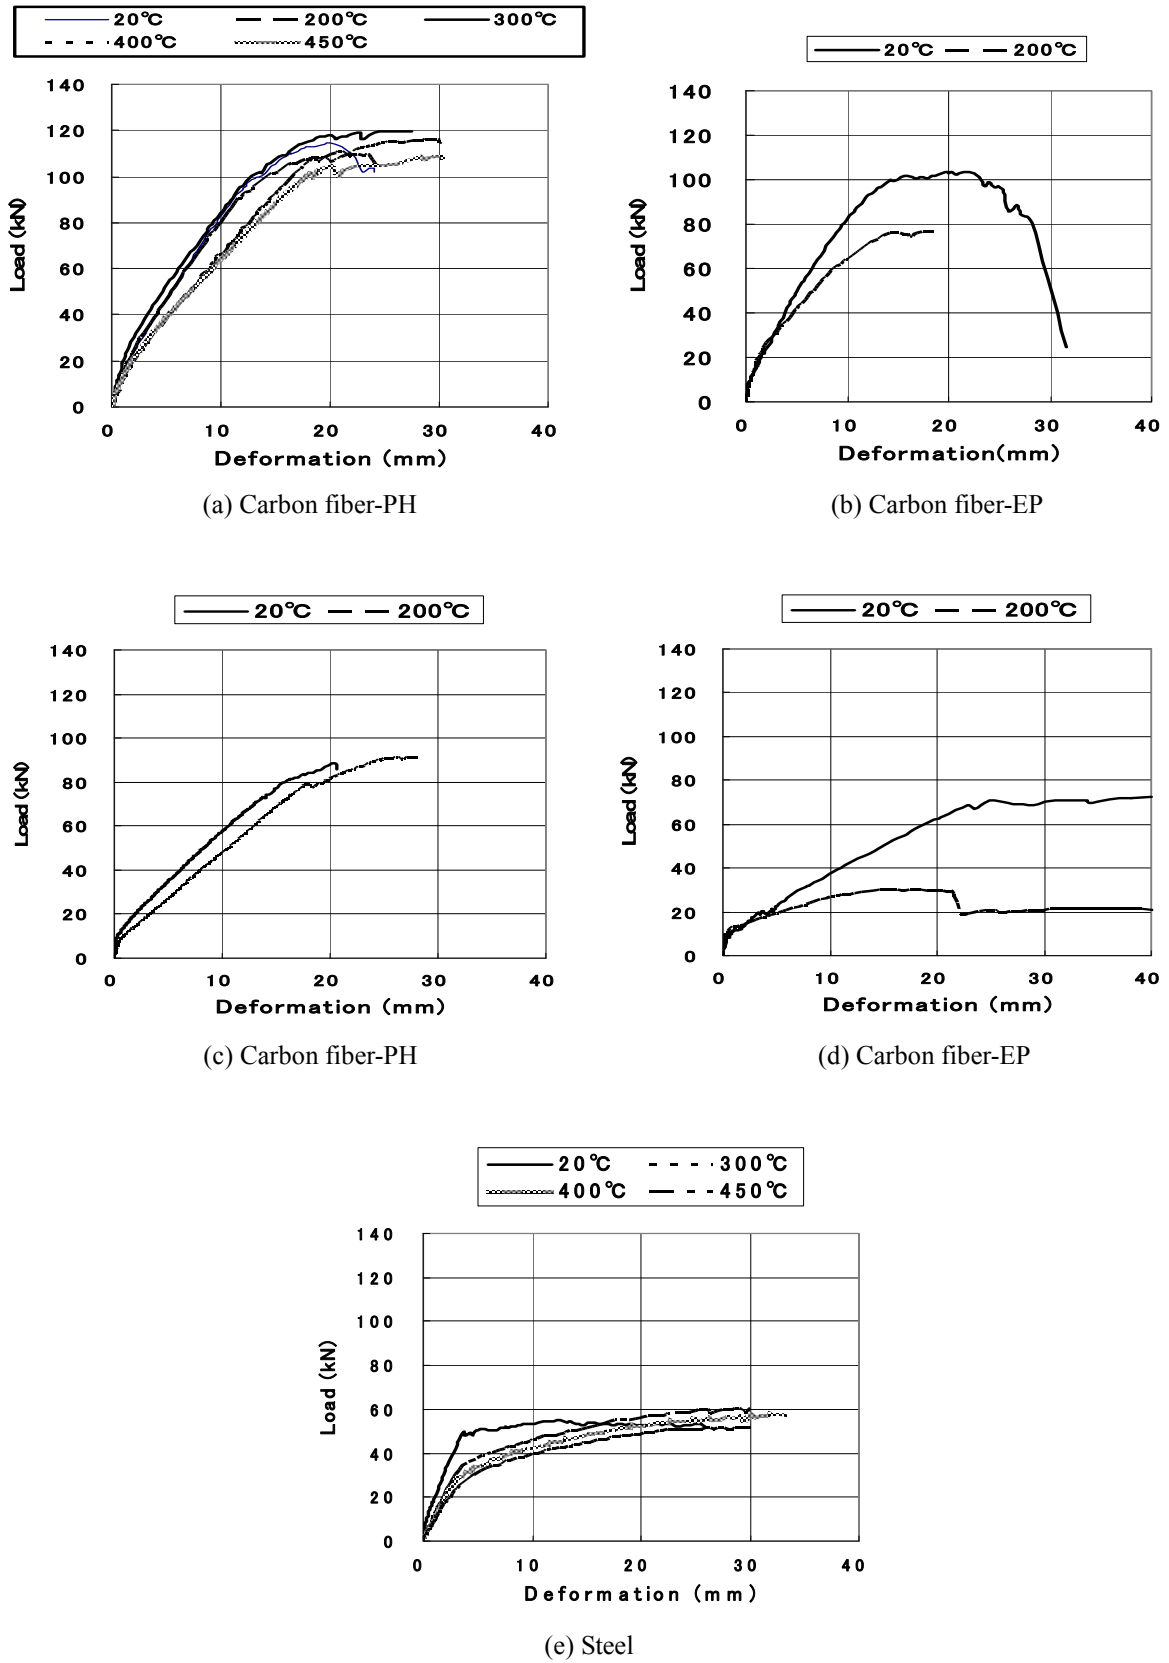 20℃ 200℃ 300℃
400℃ 450℃
140
120
100
80
60
40
20
0
Load (kN)
0 10 20 30 40
Deformation (mm)
(a) Carbon fiber-PH
20℃ 200℃
140
120
100
80
60
40
20
0
Load (kN)
0 10 20 30 40
Deformation(mm)
(b) Carbon fiber-EP
20℃ 200℃
140
120
100
80
60
40
20
0
Load (kN)
0 10 20 30 40
Deformation (mm)
(c) Carbon fiber-PH
20℃ 200℃
140
120
100
80
60
40
20
0
Load (kN)
0 10 20 30 40
Deformation (mm)
(d) Carbon fiber-EP
20℃ 300℃
400℃ 450℃
140
120
100
80
60
40
20
0
Load (kN)
0 10 20 30 40
Deformation (mm)
(e) Steel